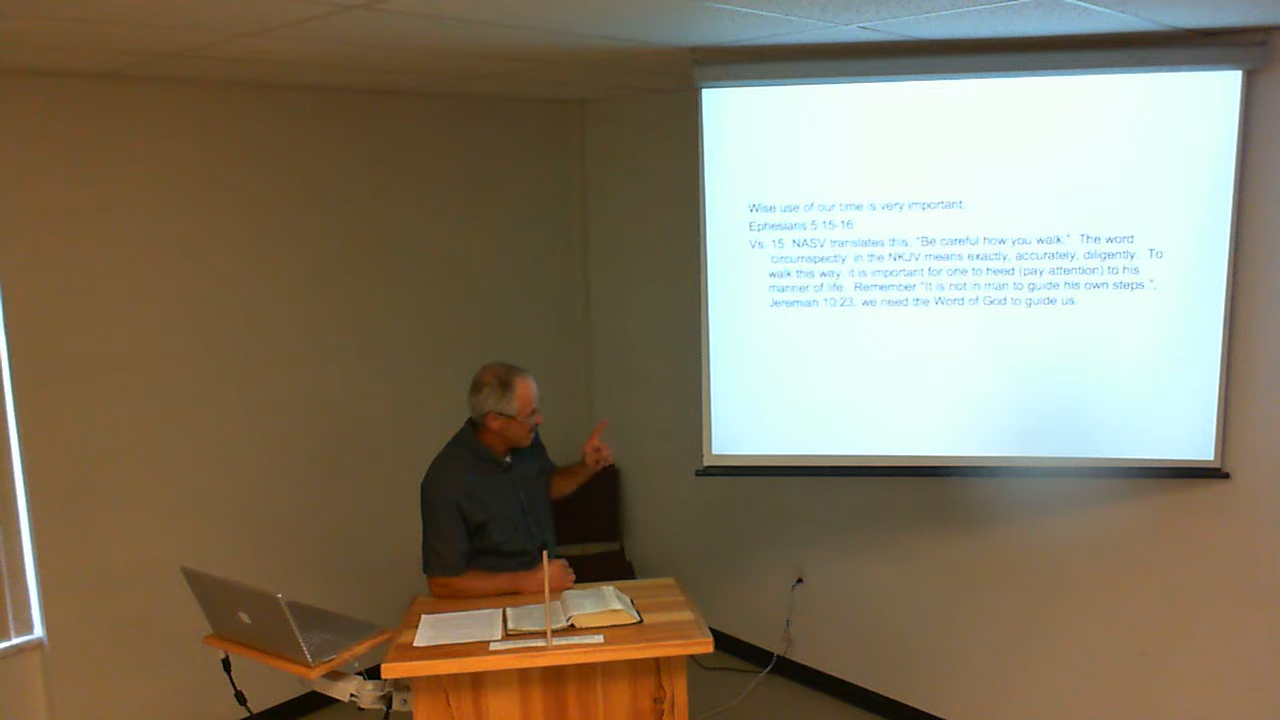 Wise use of our time is very important.
Ephesians 5:15-16
Vs. 15 NASV translates this, "Be careful how you walk." The word
circumspectly in the NKJV means exactly, accurately, diligently. To
walk this way, it is important for one to heed (pay attention) to his
manner of life. Remember "It is not in man to guide his own steps.",
Jeremiah 10:23, we need the Word of God to guide us.